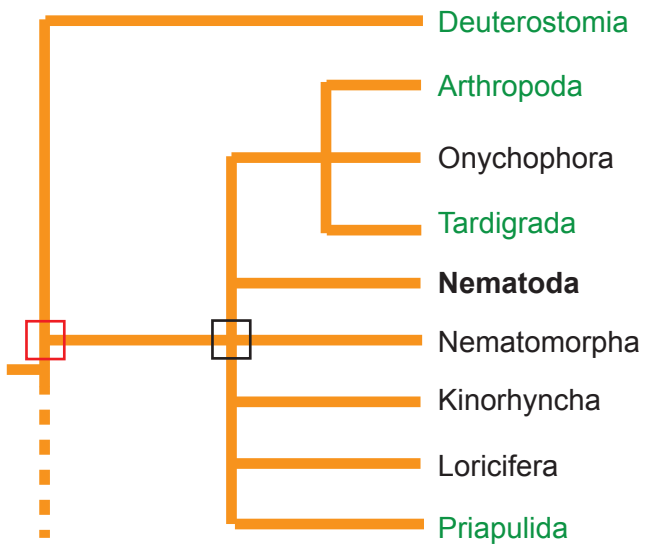 Deuterostomia
Arthropoda
Onychophora
Tardigrada
Nematoda
Nematomorpha
Kinorhyncha
Loricifera
Priapulida